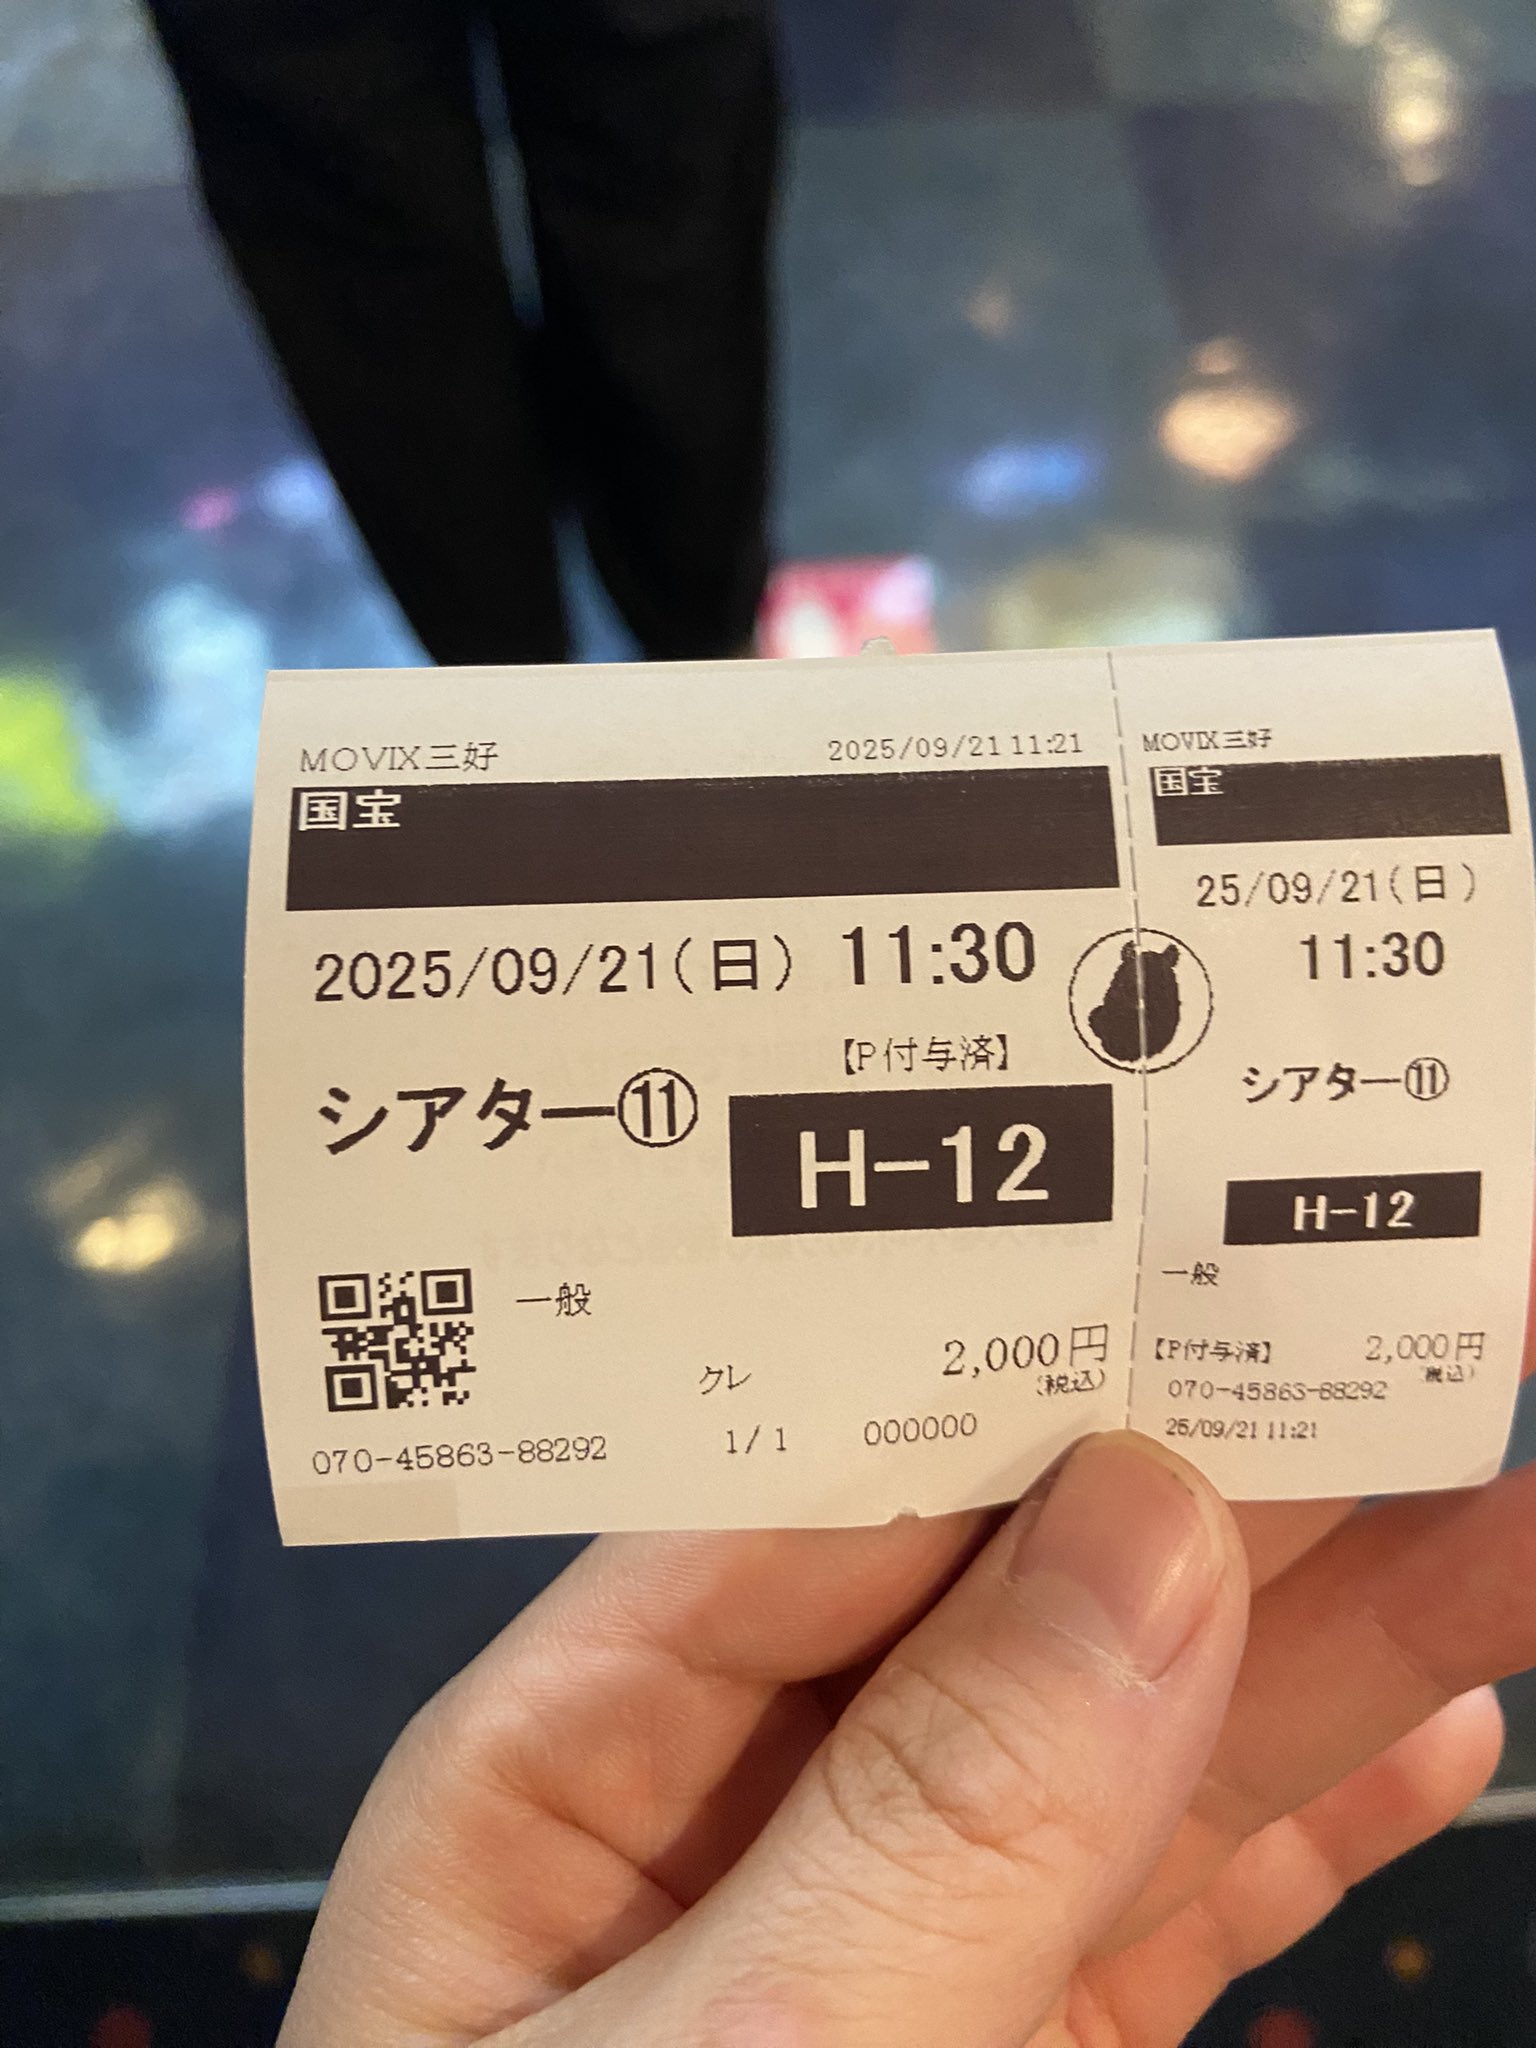 MOVIX三好 2025/09/21 11:21
国宝
2025/09/21(日) 11:30
【P付与済】
シアター⑪
H-12
一般
2,000円
クレ
(税込)
070-45863-88292 1/1 000000
MOVIX三好
国宝
25/09/21(日)
11:30
シアター⑪
H-12
一般
【P付与済】 2,000円
(税込)
070-45863-88292
25/09/21 11:21